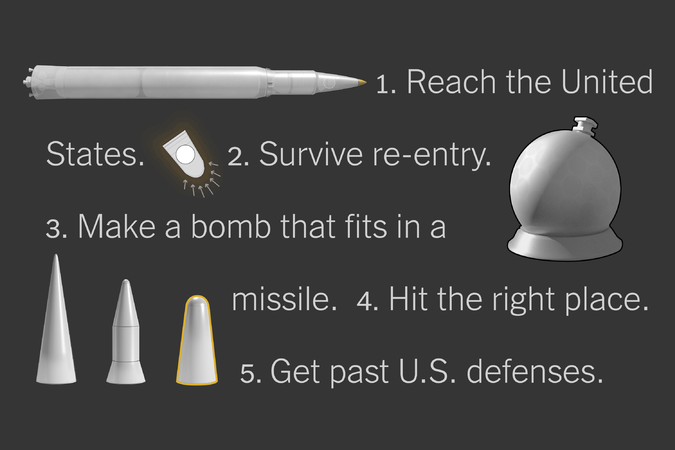 1. Reach the United
States. 2. Survive re-entry.
3. Make a bomb that fits in a
missile. 4. Hit the right place.
5. Get past U.S. defenses.